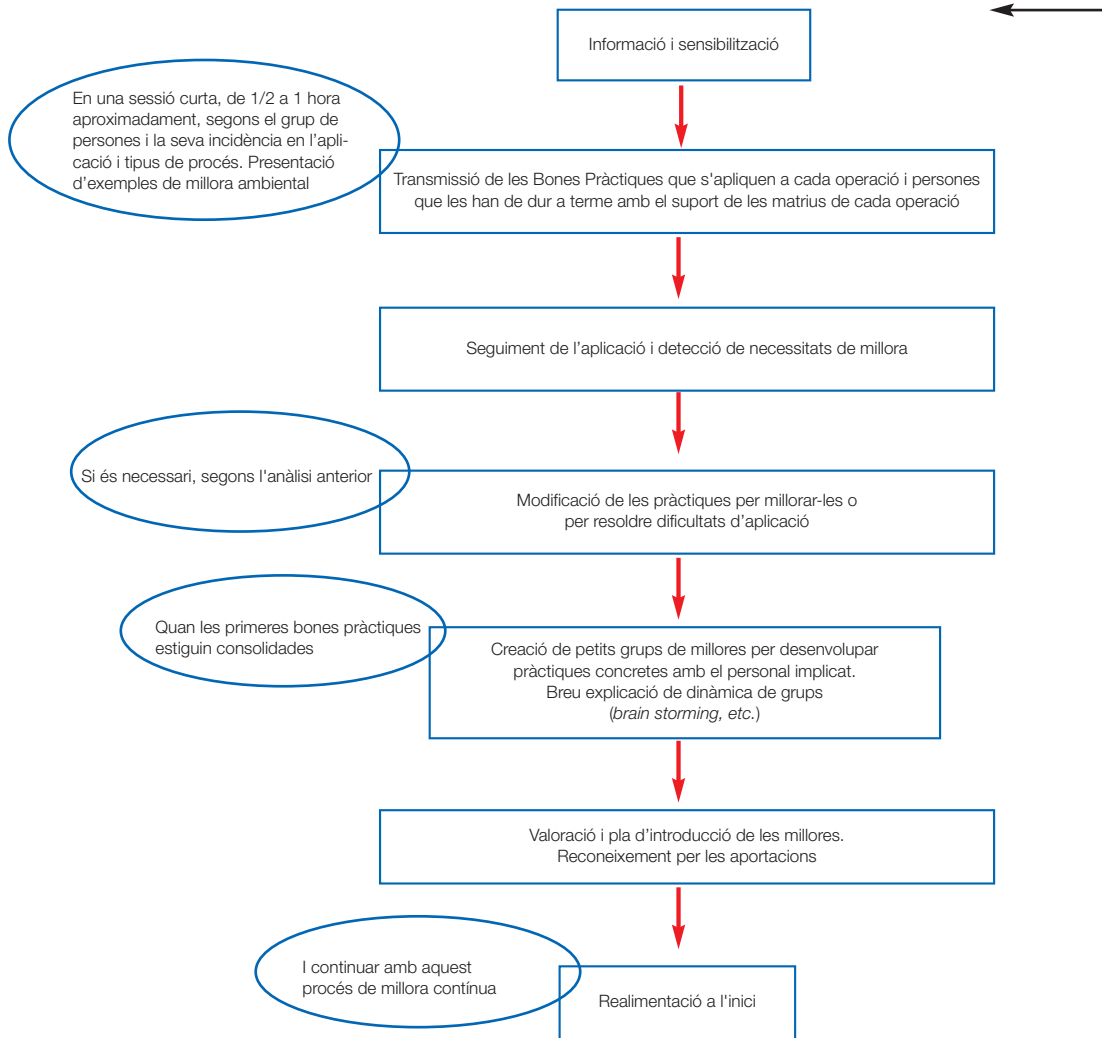 Informació i sensibilització
En una sessió curta, de 1/2 a 1 hora
aproximadament, segons el grup de
persones i la seva incidència en l’apli-
cació i tipus de procés. Presentació
d’exemples de millora ambiental
Transmissió de les Bones Pràctiques que s'apliquen a cada operació i persones
que les han de dur a terme amb el suport de les matrius de cada operació
Seguiment de l’aplicació i detecció de necessitats de millora
Si és necessari, segons l'anàlisi anterior
Modificació de les pràctiques per millorar-les o
per resoldre dificultats d’aplicació
Quan les primeres bones pràctiques
estiguin consolidades
Creació de petits grups de millores per desenvolupar
pràctiques concretes amb el personal implicat.
Breu explicació de dinàmica de grups
(brain storming, etc.)
Valoració i pla d’introducció de les millores.
Reconeixement per les aportacions
I continuar amb aquest
procés de millora contínua
Realimentació a l'inici